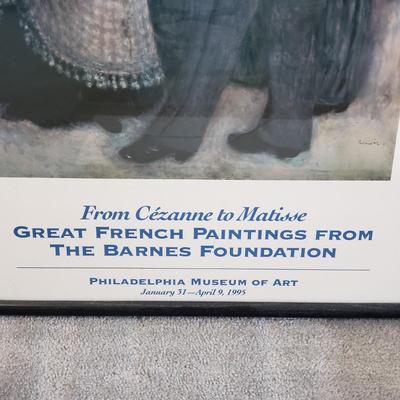 From Cézanne to Matisse
GREAT FRENCH PAINTINGS FROM
THE BARNES FOUNDATION
PHILADELPHIA MUSEUM OF ART
January 31—April 9, 1995